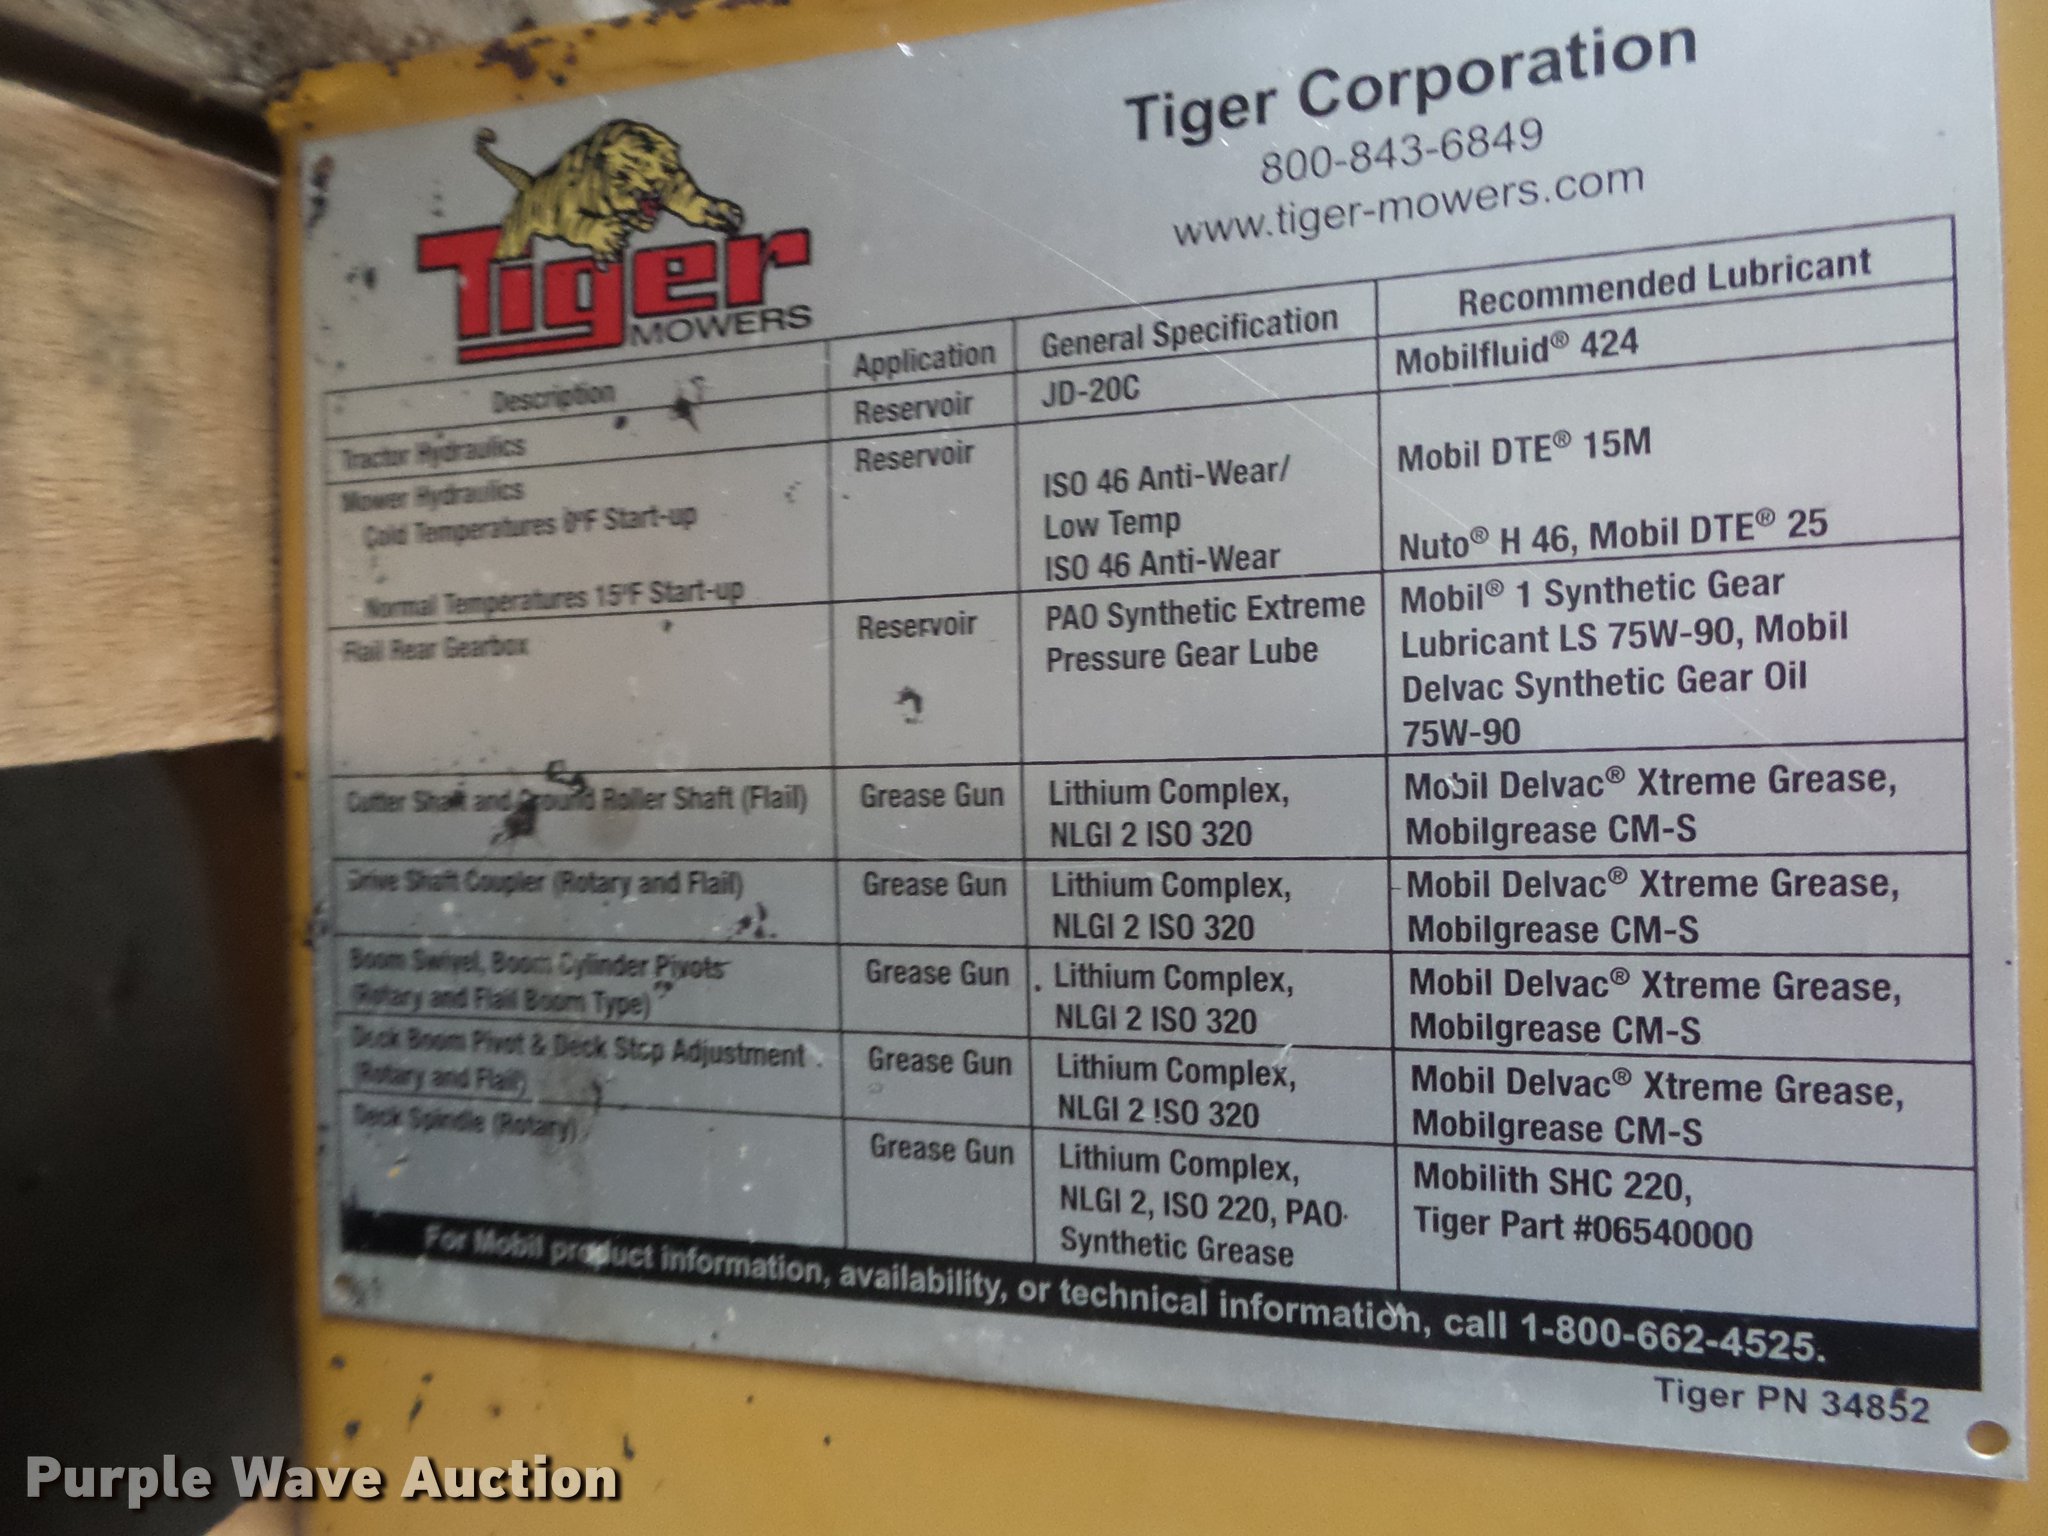 Tiger
MOWERS
Tiger Corporation
800-843-6849
www.tiger-mowers.com
Description Application General Specification Recommended Lubricant
Tractor Hydraulics Reservoir JD-20C Mobilfluid® 424
Mower Hydraulics Reservoir
Cold Temperatures 0°F Start-up ISO 46 Anti-Wear/ Mobil DTE® 15M
Low Temp
Normal Temperatures 15°F Start-up ISO 46 Anti-Wear Nuto® H 46, Mobil DTE® 25
Flail Rear Gearbox Reservoir PAO Synthetic Extreme Mobil® 1 Synthetic Gear
Pressure Gear Lube Lubricant LS 75W-90, Mobil
Delvac Synthetic Gear Oil
75W-90
Cutter Shaft and Ground Roller Shaft (Flail) Grease Gun Lithium Complex, Mobil Delvac® Xtreme Grease,
NLGI 2 ISO 320 Mobilgrease CM-S
Drive Shaft Coupler (Rotary and Flail) Grease Gun Lithium Complex, Mobil Delvac® Xtreme Grease,
NLGI 2 ISO 320 Mobilgrease CM-S
Boom Swivel, Boom Cylinder Pivots Grease Gun Lithium Complex, Mobil Delvac® Xtreme Grease,
(Rotary and Flail Boom Type) NLGI 2 ISO 320 Mobilgrease CM-S
Deck Boom Pivot & Deck Stop Adjustment Grease Gun Lithium Complex, Mobil Delvac® Xtreme Grease,
(Rotary and Flail) NLGI 2 ISO 320 Mobilgrease CM-S
Deck Spindle (Rotary) Grease Gun Lithium Complex, Mobilith SHC 220,
NLGI 2, ISO 220, PAO Tiger Part #06540000
Synthetic Grease
For Mobil product information, availability, or technical information, call 1-800-662-4525.
Tiger PN 34852
Purple Wave Auction